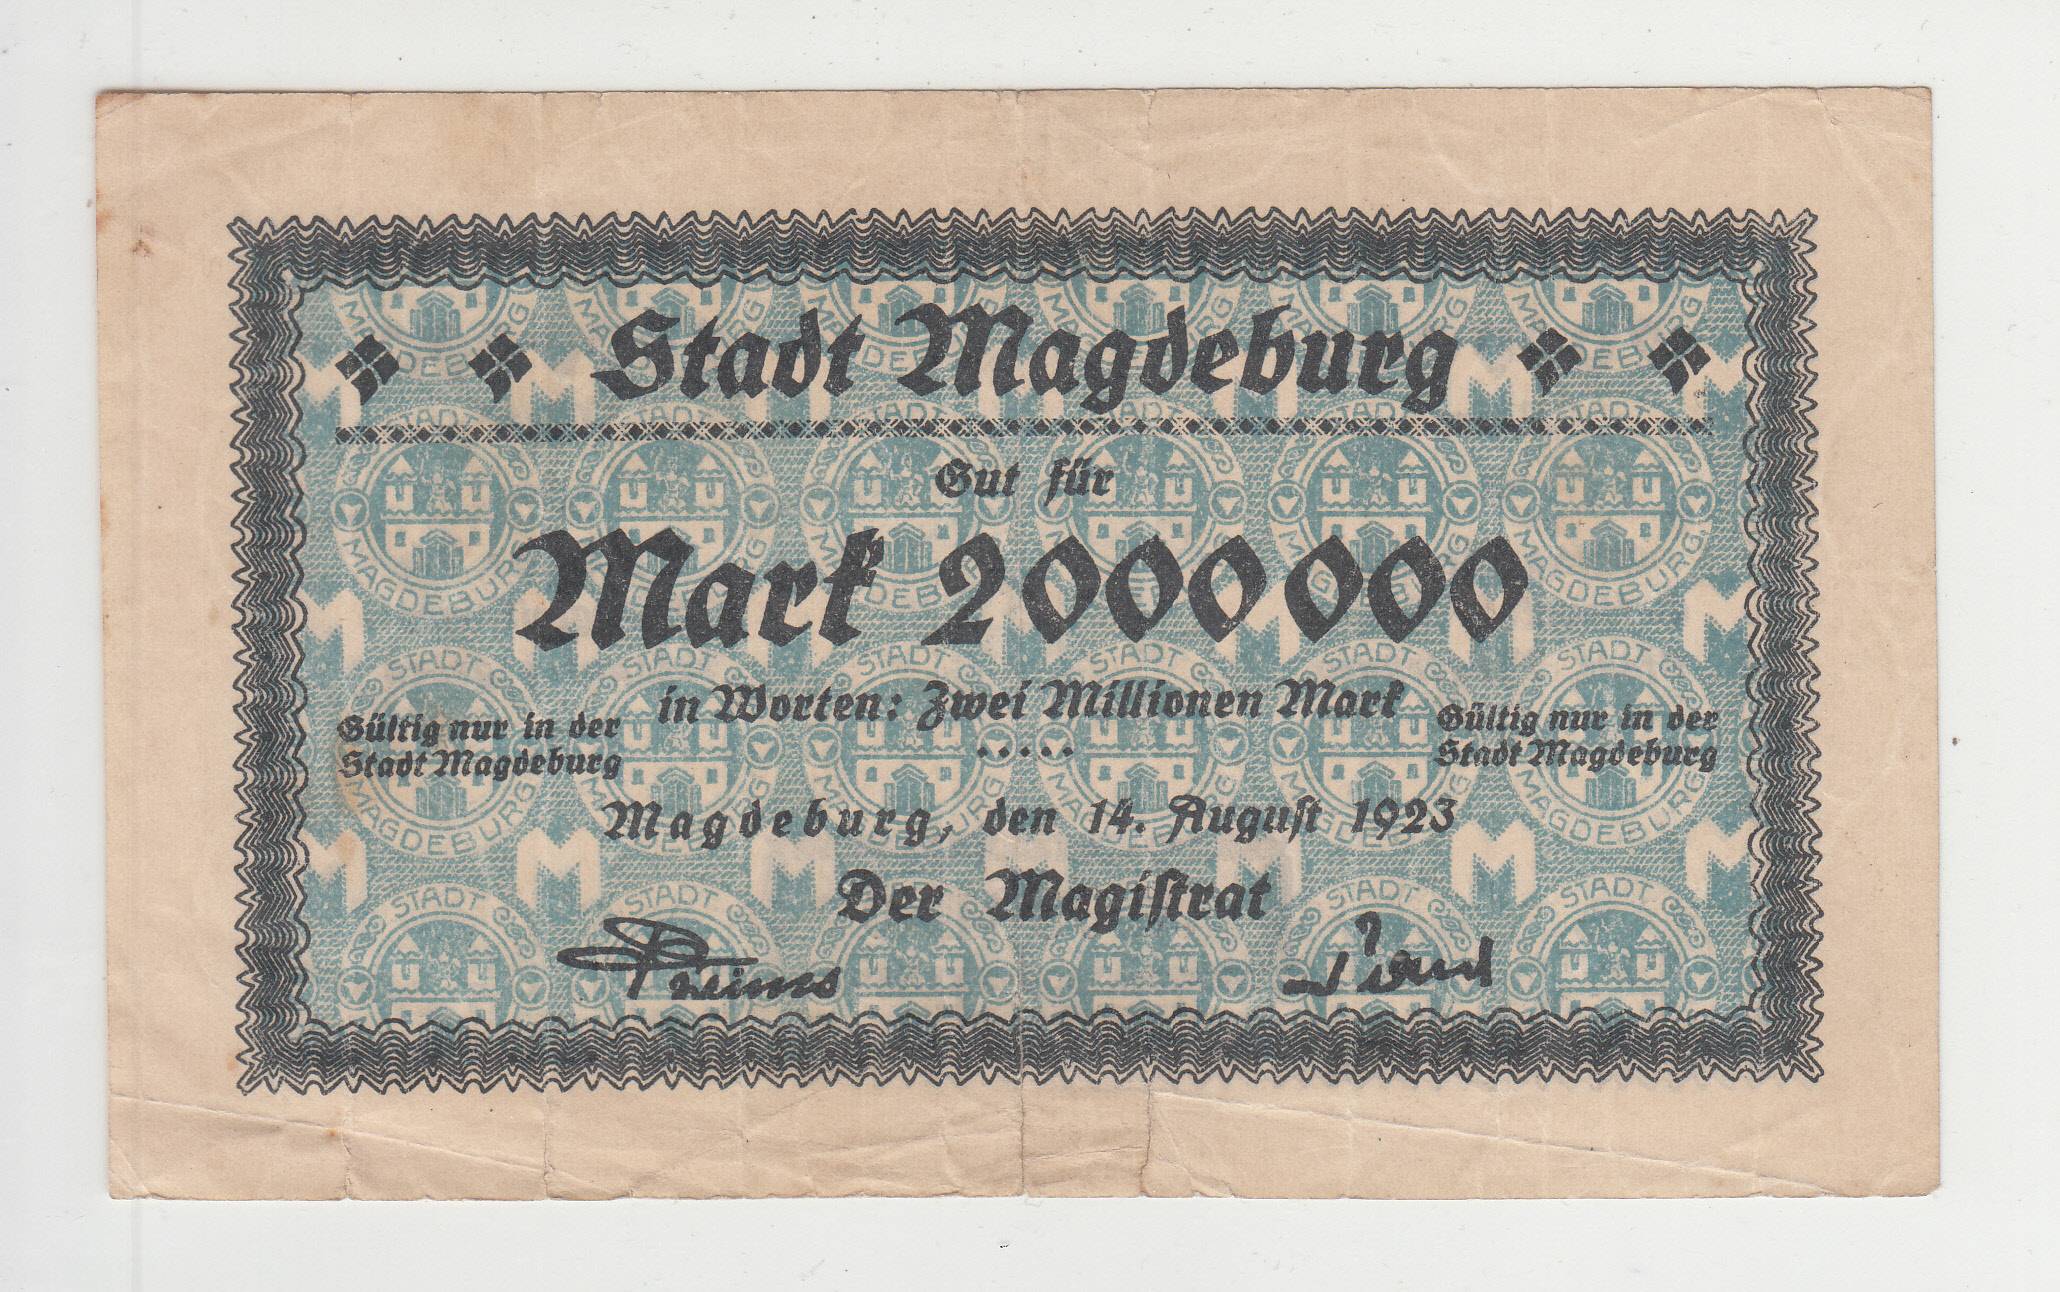 Stadt Magdeburg
Gut für
Mark 2000000
in Worten: Zwei Millionen Mark
Gültig nur in der
Stadt Magdeburg
Gültig nur in der
Stadt Magdeburg
Magdeburg, den 14. August 1923
Der Magistrat
STADT MAGDEBURG
M